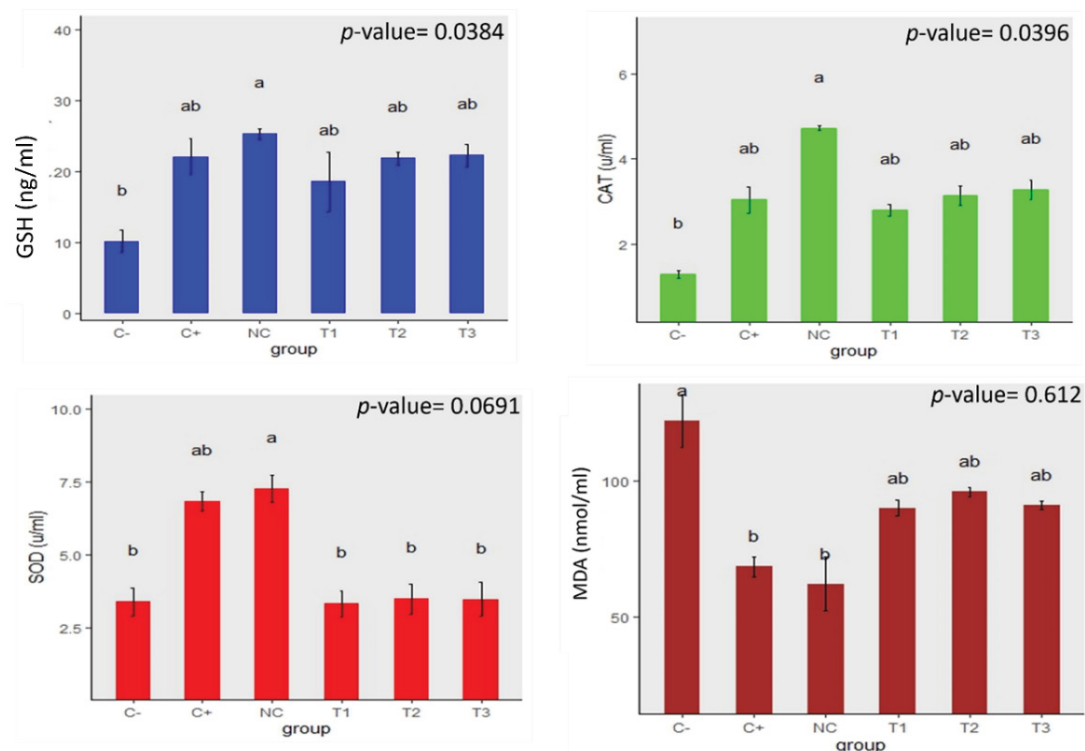 p-value= 0.0384
GSH (ng/ml)
40
30
20
10
0
b
ab
a
ab
ab
ab
C- C+ NC T1 T2 T3
group
p-value= 0.0396
CAT (u/ml)
6
4
2
b
ab
a
ab
ab
ab
C- C+ NC T1 T2 T3
group
p-value= 0.0691
SOD (u/ml)
10.0
7.5
5.0
2.5
b
ab
a
b
b
b
C- C+ NC T1 T2 T3
group
p-value= 0.612
MDA (nmol/ml)
100
50
a
b
b
ab
ab
ab
C- C+ NC T1 T2 T3
group